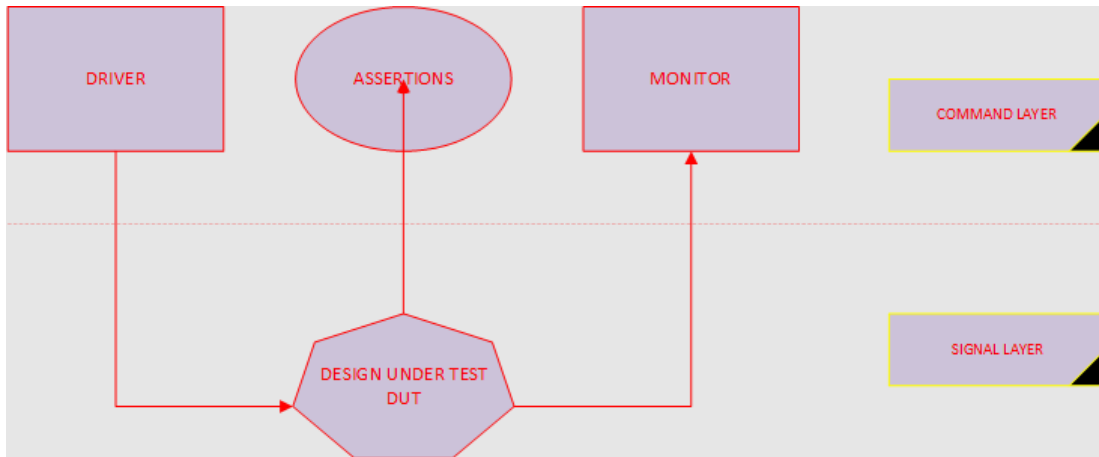 DRIVER
ASSERTIONS
MONITOR
COMMAND LAYER
DESIGN UNDER TEST
DUT
SIGNAL LAYER